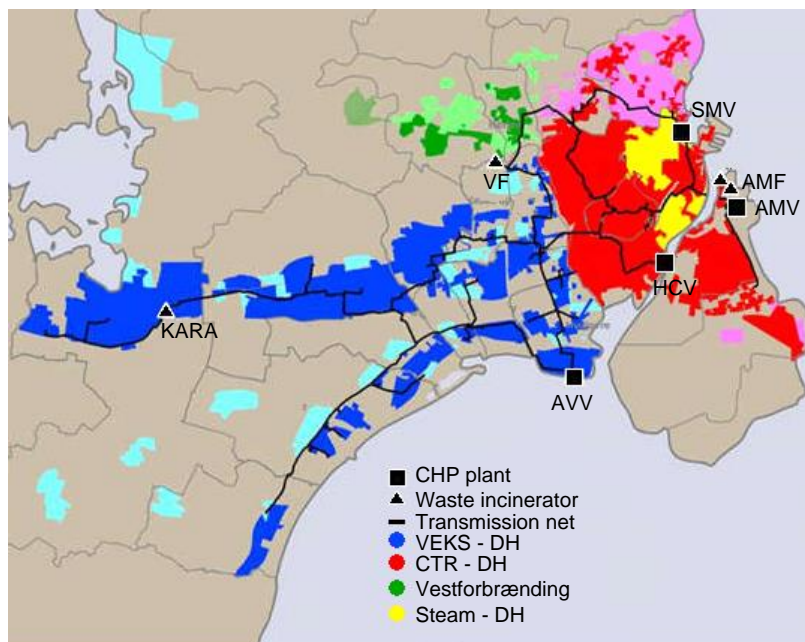 SMV
VF
AMF
AMV
HCV
KARA
AVV
CHP plant
Waste incinerator
Transmission net
VEKS - DH
CTR - DH
Vestforbrænding
Steam - DH